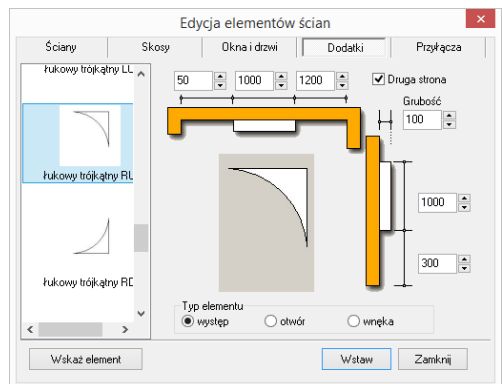 Edycja elementów ścian
Ściany
Skosy
Okna i drzwi
Dodatki
Przyłącza
łukowy trójkątny LU
łukowy trójkątny RU
łukowy trójkątny RD
50
1000
1200
Druga strona
Grubość
100
1000
300
Typ elementu
występ
otwór
wnęka
Wskaż element
Wstaw
Zamknij